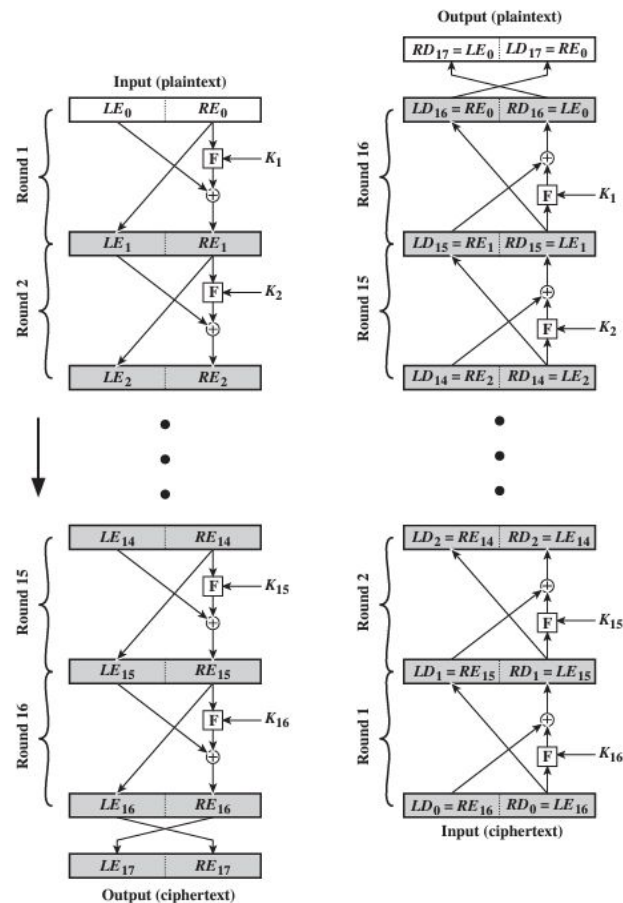 Input (plaintext)
LE0 RE0
Round 1
F
K1
LE1 RE1
Round 2
F
K2
LE2 RE2
LE14 RE14
Round 15
F
K15
LE15 RE15
Round 16
F
K16
LE16 RE16
LE17 RE17
Output (ciphertext)
Output (plaintext)
RD17 = LE0 LD17 = RE0
LD16 = RE0 RD16 = LE0
Round 16
F
K1
LD15 = RE1 RD15 = LE1
Round 15
F
K2
LD14 = RE2 RD14 = LE2
LD2 = RE14 RD2 = LE14
Round 2
F
K15
LD1 = RE15 RD1 = LE15
Round 1
F
K16
LD0 = RE16 RD0 = LE16
Input (ciphertext)